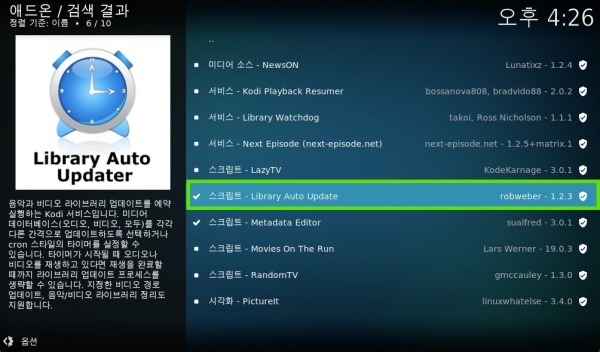 애드온 / 검색 결과
정렬 기준: 이름 • 6 / 10
오후 4:26
Library Auto
Updater
음악과 비디오 라이브러리 업데이트를 예약
실행하는 Kodi 서비스입니다. 미디어
데이터베이스(오디오, 비디오, 모두)를 각각
다른 간격으로 업데이트하도록 선택하거나
cron 스타일의 타이머를 설정할 수
있습니다. 타이머가 시작될 때 오디오나
비디오를 재생하고 있다면 재생을 완료할
때까지 라이브러리 업데이트 프로세스를
생략할 수 있습니다. 지정한 비디오 경로
업데이트, 음악/비디오 라이브러리 정리도
지원합니다.
옵션
..
미디어 소스 - NewsON Lunatixz - 1.2.4
서비스 - Kodi Playback Resumer bossanova808, bradvido88 - 2.0.2
서비스 - Library Watchdog takoi, Ross Nicholson - 1.1.1
서비스 - Next Episode (next-episode.net) next-episode.net - 1.2.5+matrix.1
스크립트 - LazyTV KodeKarnage - 3.0.1
스크립트 - Library Auto Update robweber - 1.2.3
스크립트 - Metadata Editor sualfred - 3.0.1
스크립트 - Movies On The Run Lars Werner - 19.0.3
스크립트 - RandomTV gmccauley - 1.3.0
시각화 - PictureIt linuxwhatelse - 3.4.0